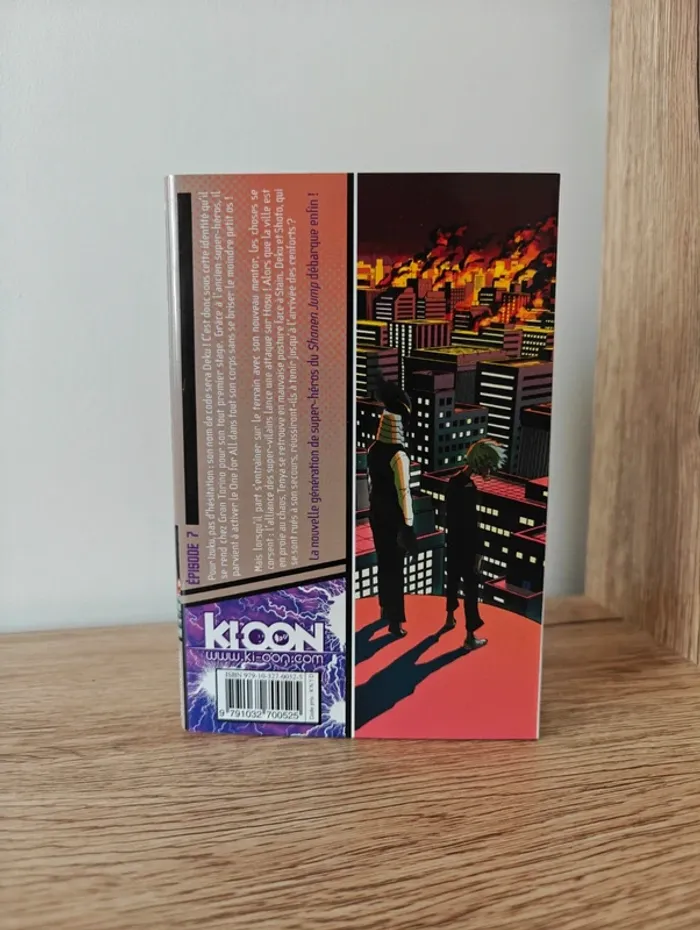 ÉPISODE 7
Pour Izuku, pas d'hésitation : son nom de code sera Deku ! C'est donc sous cette identité qu'il
se rend chez Gran Torino pour son tout premier stage. Grâce à l'ancien super-héros, il
parvient à activer le One for All dans tout son corps sans se briser le moindre petit os !
Mais lorsqu'il part s'entraîner sur le terrain avec son nouveau mentor, les choses se
corsent : l'alliance des super-vilains lance une attaque sur Hosu ! Alors que la ville est
en proie au chaos, Tenya se retrouve en mauvaise posture face à Stain. Deku et Shoto, qui
se sont rués à son secours, réussiront-ils à tenir jusqu'à l'arrivée des renforts ?
La nouvelle génération de super-héros du Shonen Jump débarque enfin !
KI-OON
www.ki-oon.com
ISBN 979-10-327-0052-5
9 791032 700525